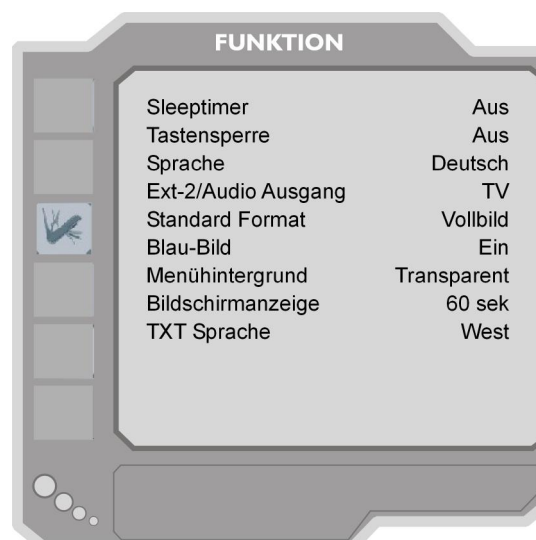 FUNKTION
Sleeptimer Aus
Tastensperre Aus
Sprache Deutsch
Ext-2/Audio Ausgang TV
Standard Format Vollbild
Blau-Bild Ein
Menühintergrund Transparent
Bildschirmanzeige 60 sek
TXT Sprache West